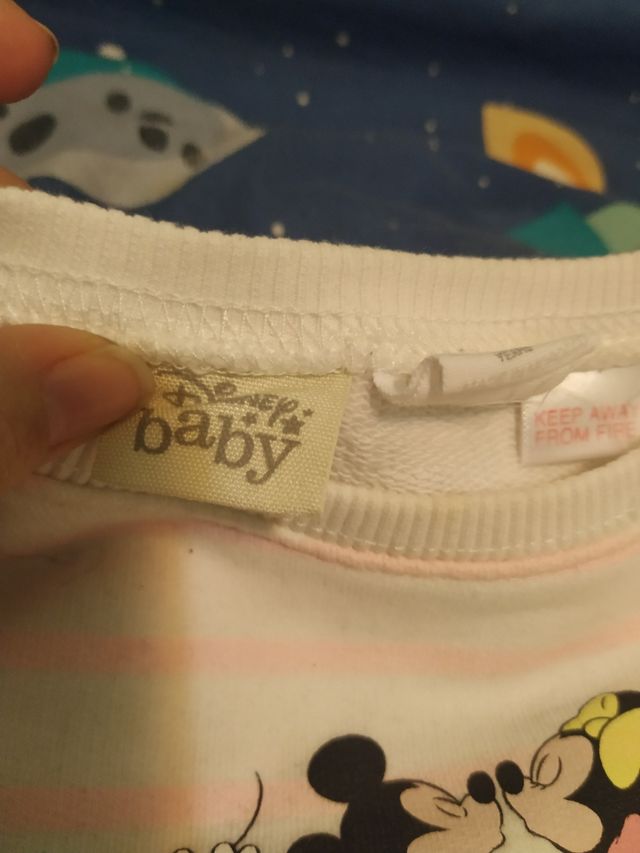 Disney
baby
KEEP AWAY
FROM FIRE